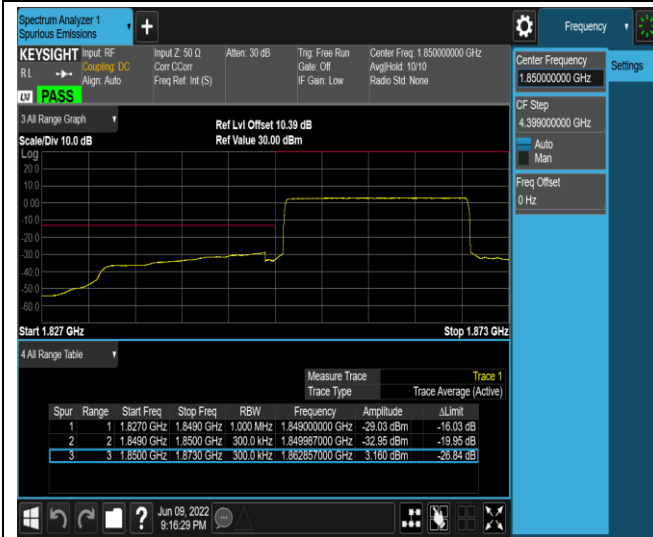 Spectrum Analyzer 1
Spurious Emissions
+
Frequency
KEYSIGHT
RL
Input: RF
Coupling: DC
Align: Auto
Input Z: 50 Ω
Corr CCorr
Freq Ref: Int (S)
Atten: 30 dB
Trig: Free Run
Gate: Off
IF Gain: Low
Center Freq: 1.850000000 GHz
Avg|Hold: 10/10
Radio Std: None
LXI
PASS
Center Frequency
1.850000000 GHz
Settings
CF Step
4.399000000 GHz
Auto
Man
Freq Offset
0 Hz
3 All Range Graph
Scale/Div 10.0 dB
Ref Lvl Offset 10.39 dB
Ref Value 30.00 dBm
Log
20.0
10.0
0.00
-10.0
-20.0
-30.0
-40.0
-50.0
-60.0
Start 1.827 GHz
Stop 1.873 GHz
4 All Range Table
Measure Trace Trace 1
Trace Type Trace Average (Active)
Spur Range Start Freq Stop Freq RBW Frequency Amplitude ΔLimit
1 1 1.8270 GHz 1.8490 GHz 1.000 MHz 1.849000000 GHz -29.03 dBm -16.03 dB
2 2 1.8490 GHz 1.8500 GHz 300.0 kHz 1.849987000 GHz -32.95 dBm -19.95 dB
3 3 1.8500 GHz 1.8730 GHz 300.0 kHz 1.862857000 GHz 3.160 dBm -26.84 dB
?
Jun 09, 2022
9:16:29 PM